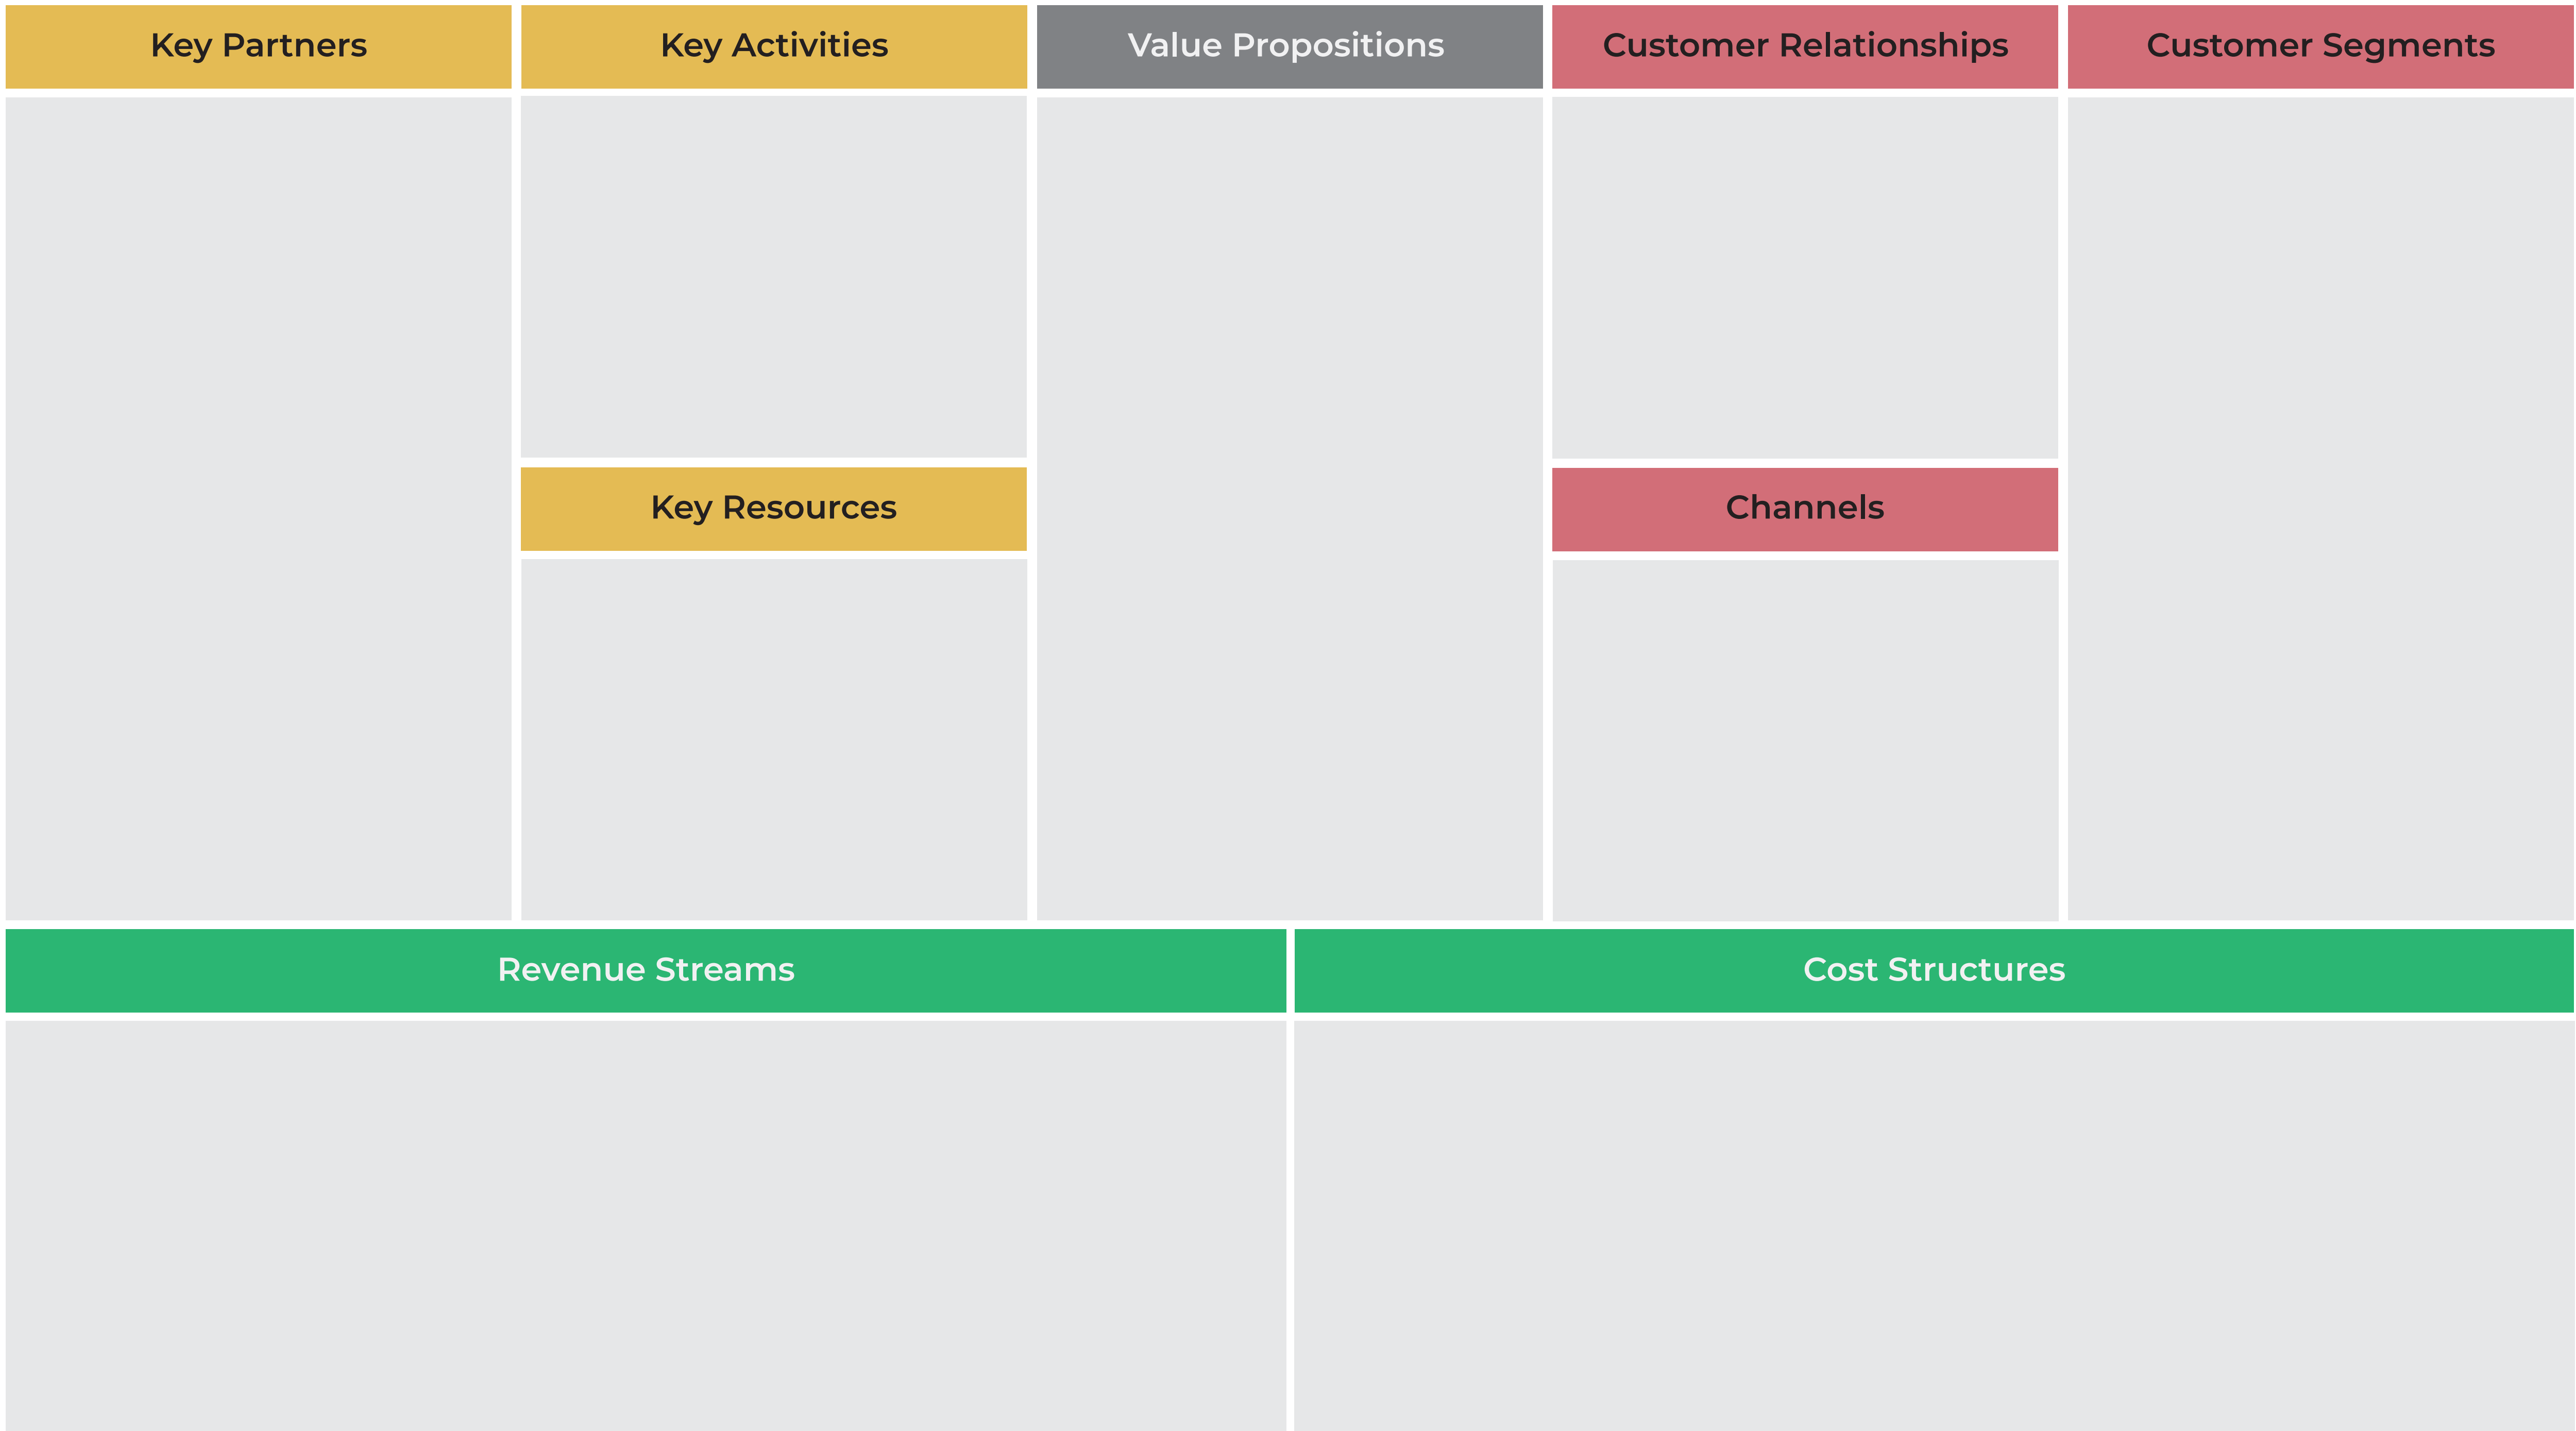 Key Partners
Key Activities
Value Propositions
Customer Relationships
Customer Segments
Key Resources
Channels
Revenue Streams
Cost Structures